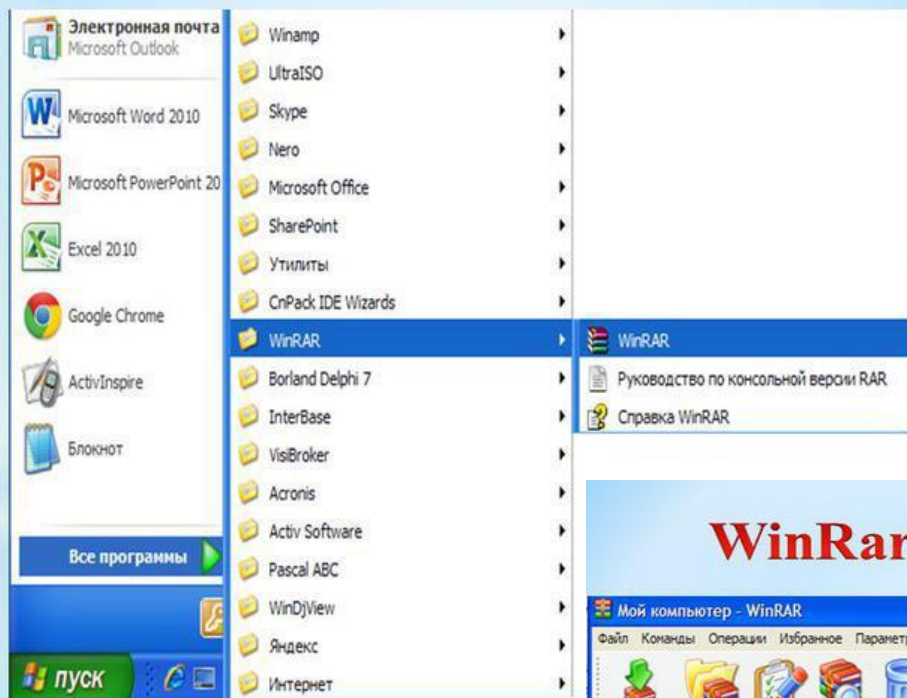 Электронная почта
Microsoft Outlook
Microsoft Word 2010
Microsoft PowerPoint 20
Excel 2010
Google Chrome
ActivInspire
Блокнот
Все программы
пуск
Winamp
UltraISO
Skype
Nero
Microsoft Office
SharePoint
Утилиты
CnPack IDE Wizards
WinRAR
Borland Delphi 7
InterBase
VisiBroker
Acronis
Activ Software
Pascal ABC
WinDjView
Яндекс
Интернет
WinRAR
Руководство по консольной версии RAR
Справка WinRAR
WinRar
Мой компьютер - WinRAR
Файл Команды Операции Избранное Параметр